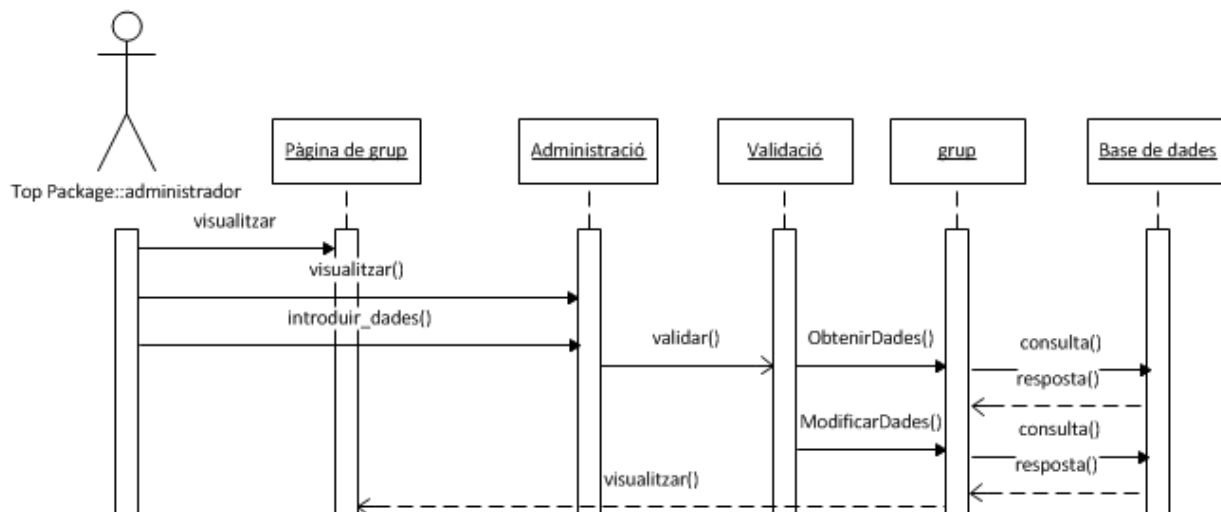 Pàgina de grup
Administració
Validació
grup
Base de dades
Top Package::administrador
visualitzar
visualitzar()
introduir_dades()
validar()
ObtenirDades()
consulta()
resposta()
ModificarDades()
consulta()
resposta()
visualitzar()